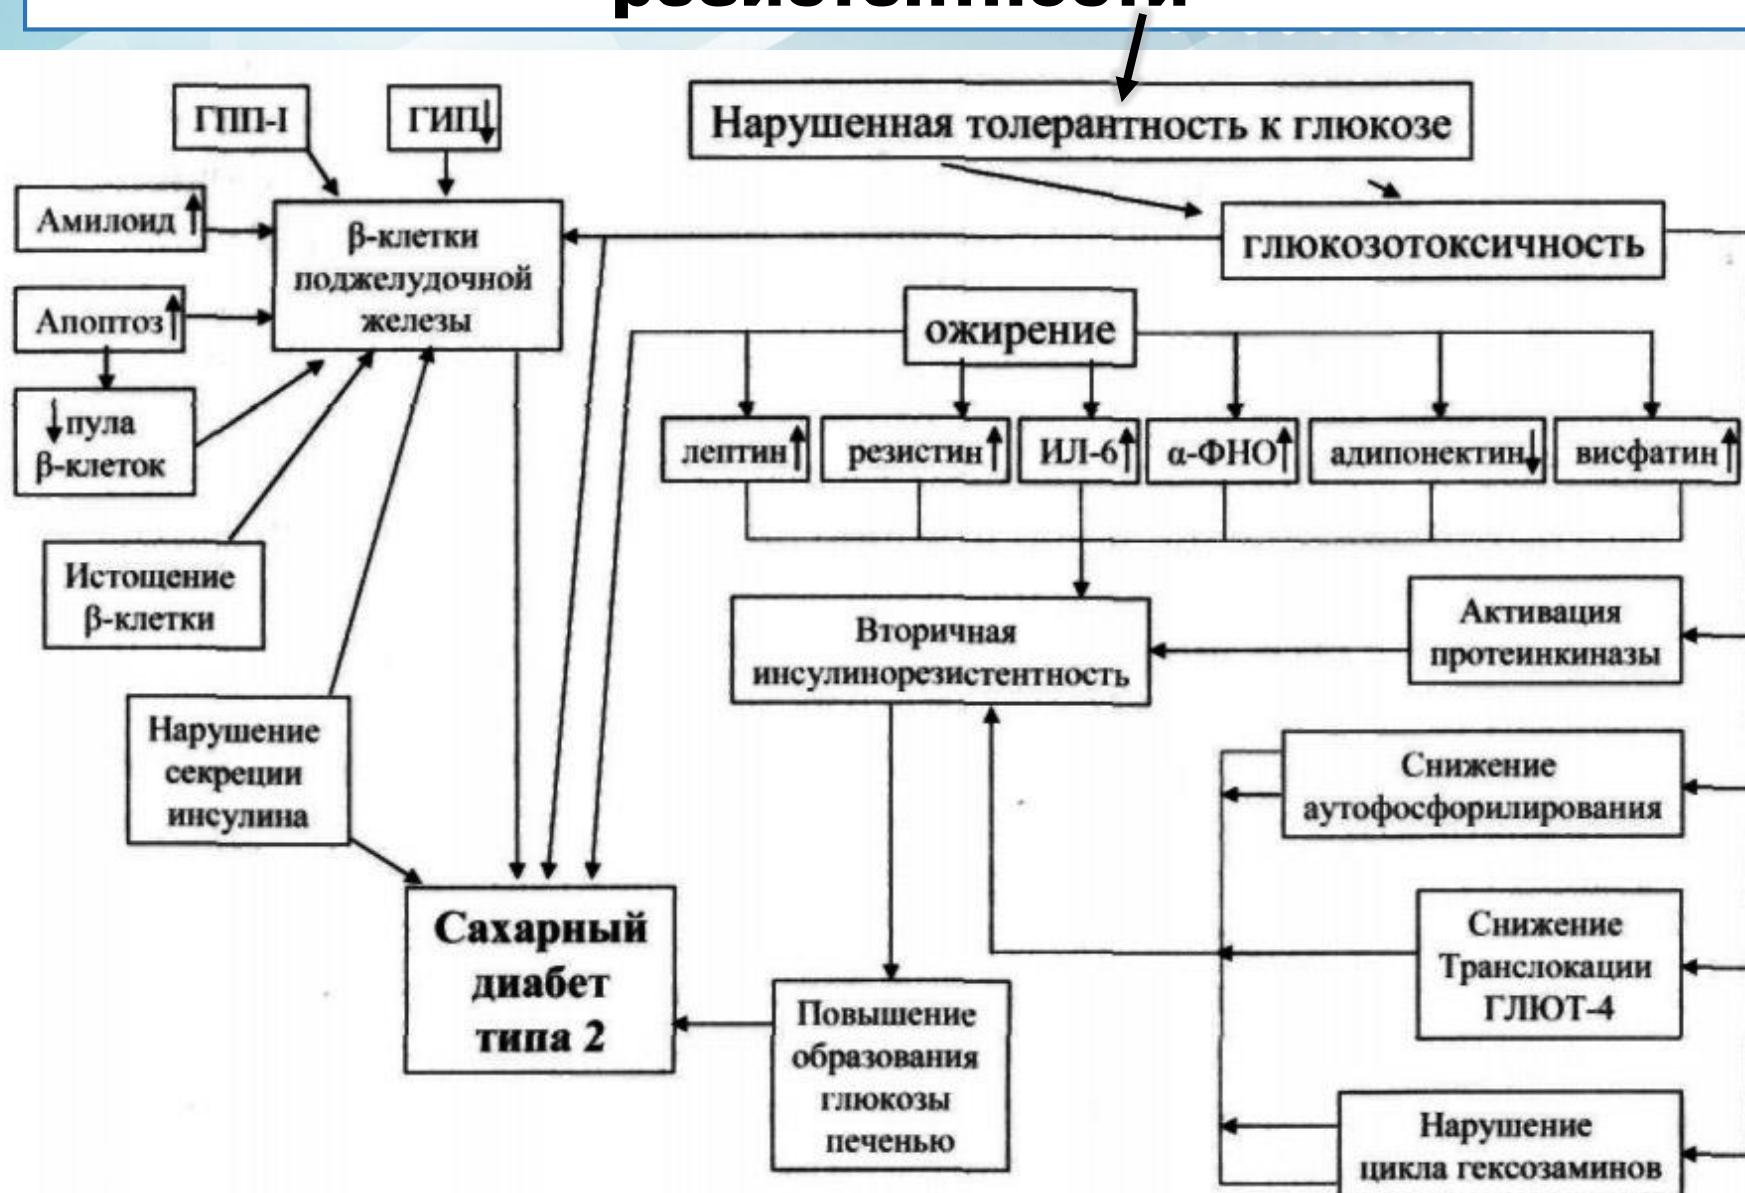 ГПП-I
ГИП↓
Нарушенная толерантность к глюкозе
Амилоид↑
β-клетки
поджелудочной
железы
глюкозотоксичность
Апоптоз↑
ожирение
↓пула
β-клеток
лептин↑
резистин↑
ИЛ-6↑
α-ФНО↑
адипонектин↓
висфатин↑
Истощение
β-клетки
Вторичная
инсулинорезистентность
Активация
протеинкиназы
Нарушение
секреции
инсулина
Снижение
аутофосфорилирования
Сахарный
диабет
типа 2
Снижение
Транслокации
ГЛЮТ-4
Повышение
образования
глюкозы
печенью
Нарушение
цикла гексозаминов